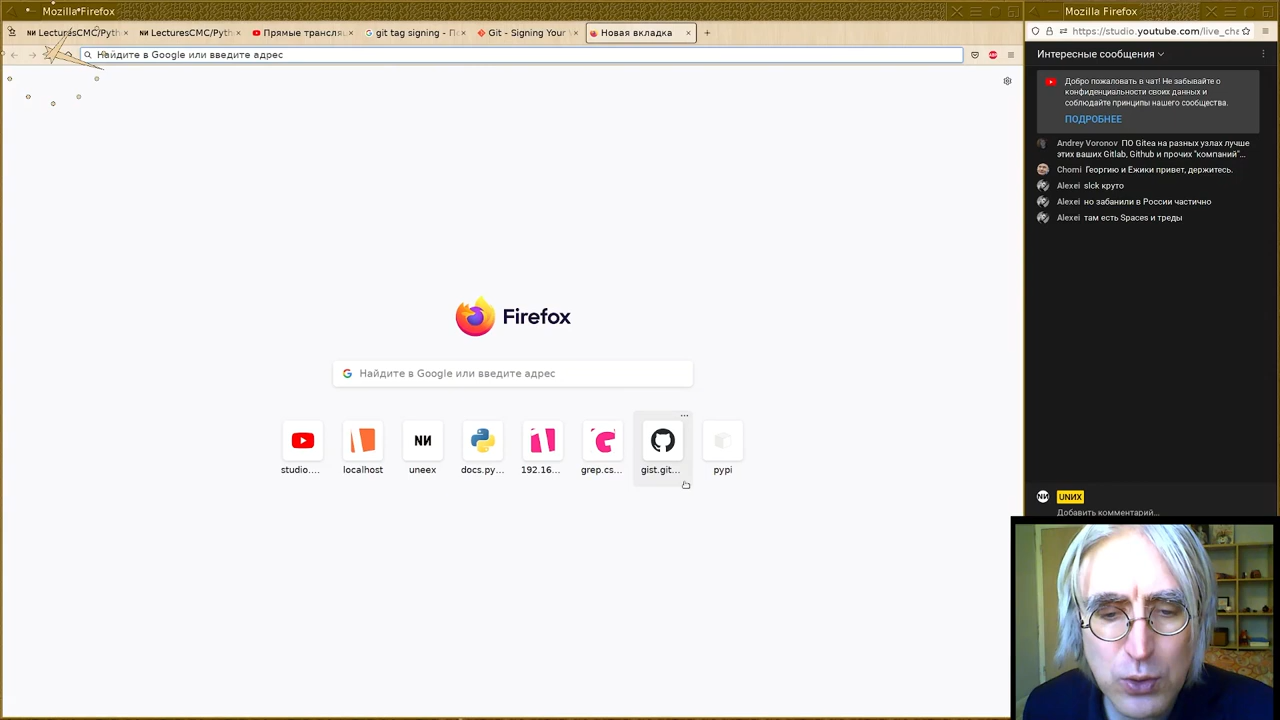 Mozilla Firefox
LecturesCMC/Pyth
LecturesCMC/Pyth
Прямые трансляц
git tag signing - По
Git - Signing Your
Новая вкладка
Найдите в Google или введите адрес
Firefox
Найдите в Google или введите адрес
studio....
localhost
uneex
docs.py...
192.16...
grep.cs...
gist.git...
pypi
Mozilla Firefox
https://studio.youtube.com/live_cha
Интересные сообщения
Добро пожаловать в чат! Не забывайте о
конфиденциальности своих данных и
соблюдайте принципы нашего сообщества.
ПОДРОБНЕЕ
Andrey Voronov ПО Gitea на разных узлах лучше
этих ваших Gitlab, Github и прочих "компаний"...
Chomi Георгию и Ежики привет, держитесь.
Alexei slck круто
Alexei но забанили в России частично
Alexei там есть Spaces и треды
UNИX
Добавить комментарий...